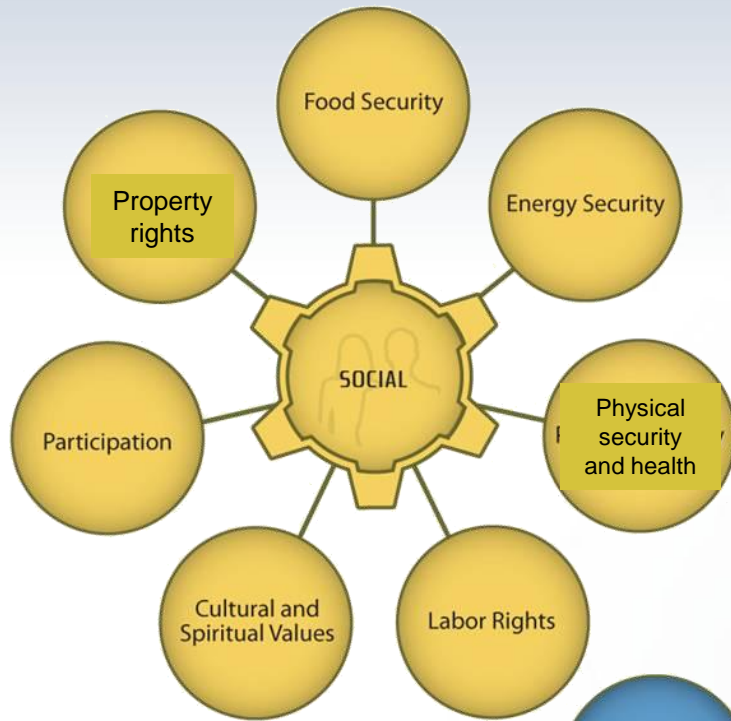 Food Security
Property
rights
Energy Security
SOCIAL
Physical
security
and health
Participation
Cultural and
Spiritual Values
Labor Rights